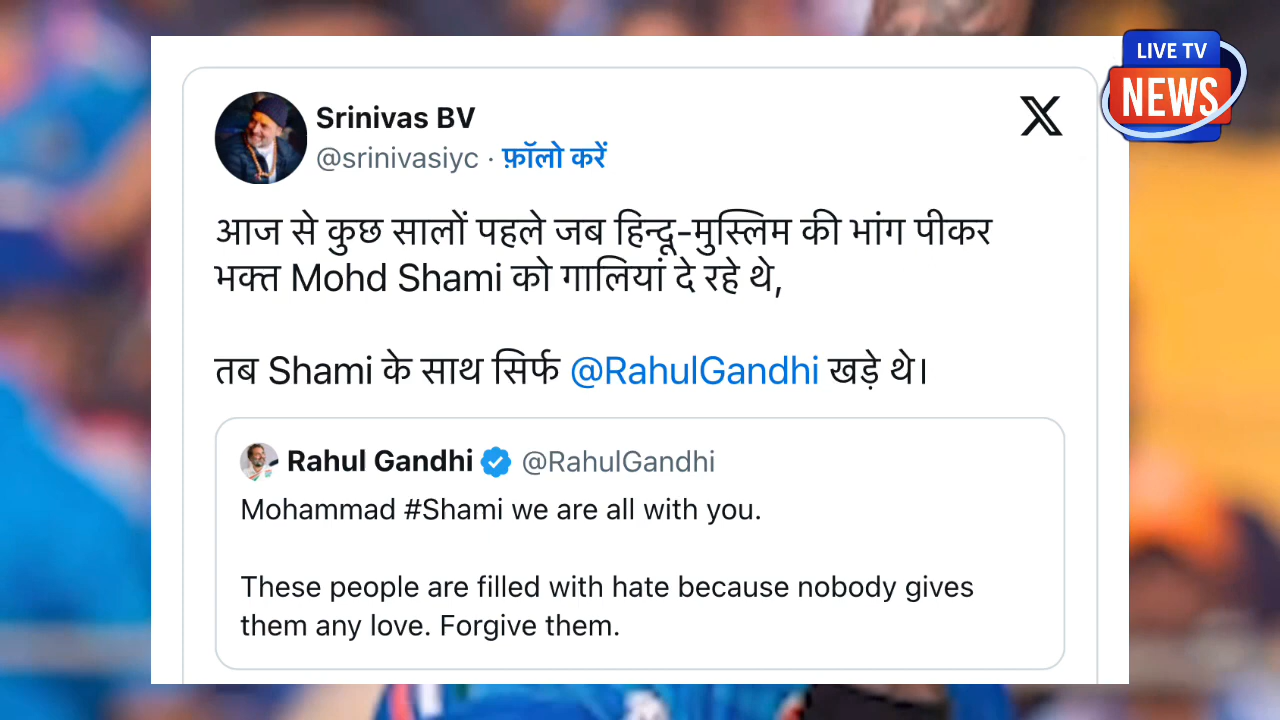 LIVE TV
NEWS
Srinivas BV
@srinivasiyc · फ़ॉलो करें
आज से कुछ सालों पहले जब हिन्दू-मुस्लिम की भांग पीकर
भक्त Mohd Shami को गालियां दे रहे थे,
तब Shami के साथ सिर्फ @RahulGandhi खड़े थे।
Rahul Gandhi @RahulGandhi
Mohammad #Shami we are all with you.
These people are filled with hate because nobody gives
them any love. Forgive them.